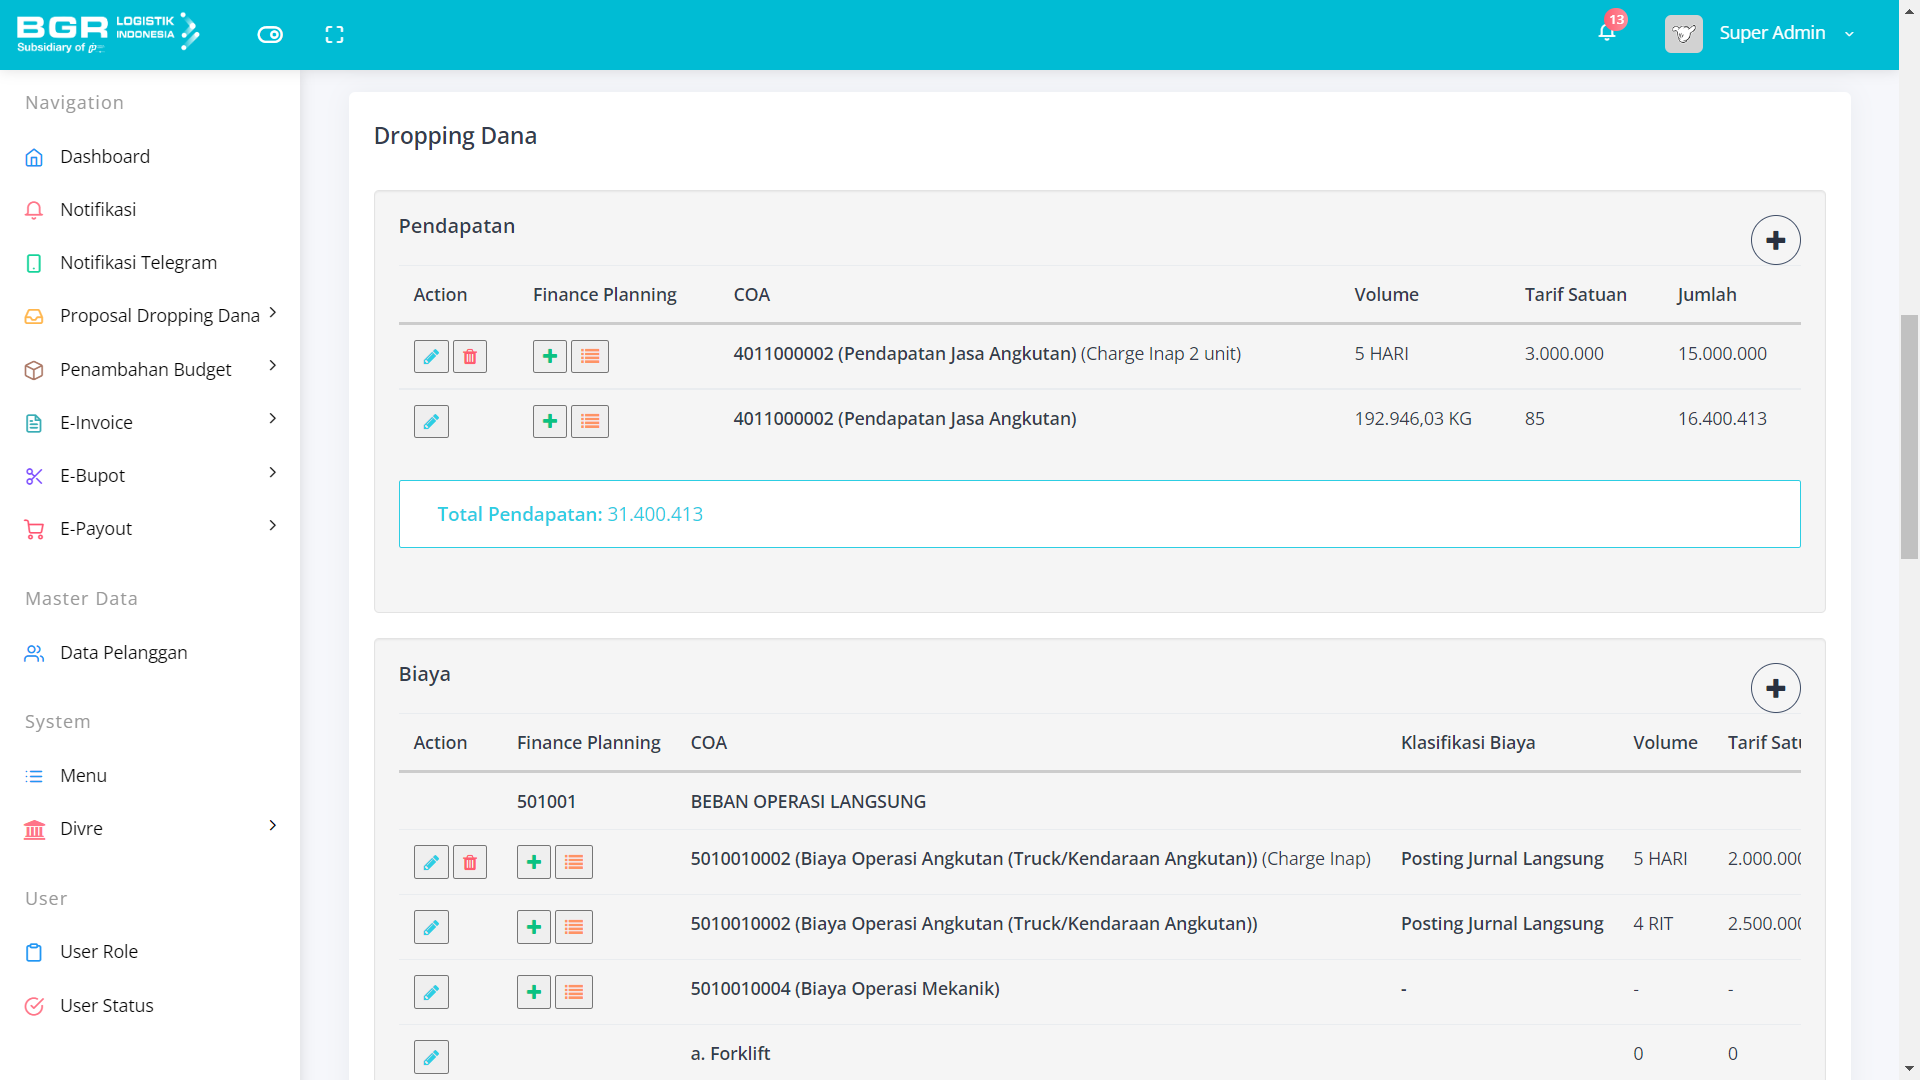 BGR LOGISTIK INDONESIA
Subsidiary of
13
Super Admin
Navigation
Dashboard
Notifikasi
Notifikasi Telegram
Proposal Dropping Dana
Penambahan Budget
E-Invoice
E-Bupot
E-Payout
Master Data
Data Pelanggan
System
Menu
Divre
User
User Role
User Status
Dropping Dana
Pendapatan
Action Finance Planning COA Volume Tarif Satuan Jumlah
4011000002 (Pendapatan Jasa Angkutan) (Charge Inap 2 unit) 5 HARI 3.000.000 15.000.000
4011000002 (Pendapatan Jasa Angkutan) 192.946,03 KG 85 16.400.413
Total Pendapatan: 31.400.413
Biaya
Action Finance Planning COA Klasifikasi Biaya Volume Tarif Satu
501001 BEBAN OPERASI LANGSUNG
5010010002 (Biaya Operasi Angkutan (Truck/Kendaraan Angkutan)) (Charge Inap) Posting Jurnal Langsung 5 HARI 2.000.000
5010010002 (Biaya Operasi Angkutan (Truck/Kendaraan Angkutan)) Posting Jurnal Langsung 4 RIT 2.500.000
5010010004 (Biaya Operasi Mekanik) - - -
a. Forklift 0 0